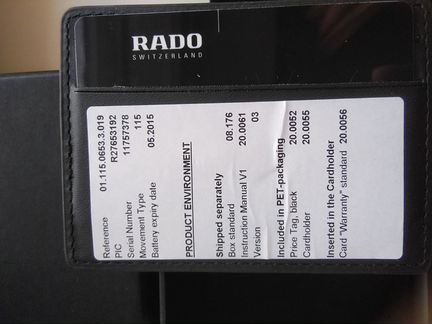 RADO
SWITZERLAND
Reference 01.115.0653.3.019
PIC R27653192
Serial Number 11757378
Movement Type 115
Battery expiry date 05.2015
PRODUCT ENVIRONMENT
Shipped separately
Box standard 08.176
Instruction Manual V1 20.0061
Version 03
Included in PET-packaging
Price Tag, black 20.0052
Cardholder 20.0055
Inserted in the Cardholder
Card "Warranty" standard 20.0056